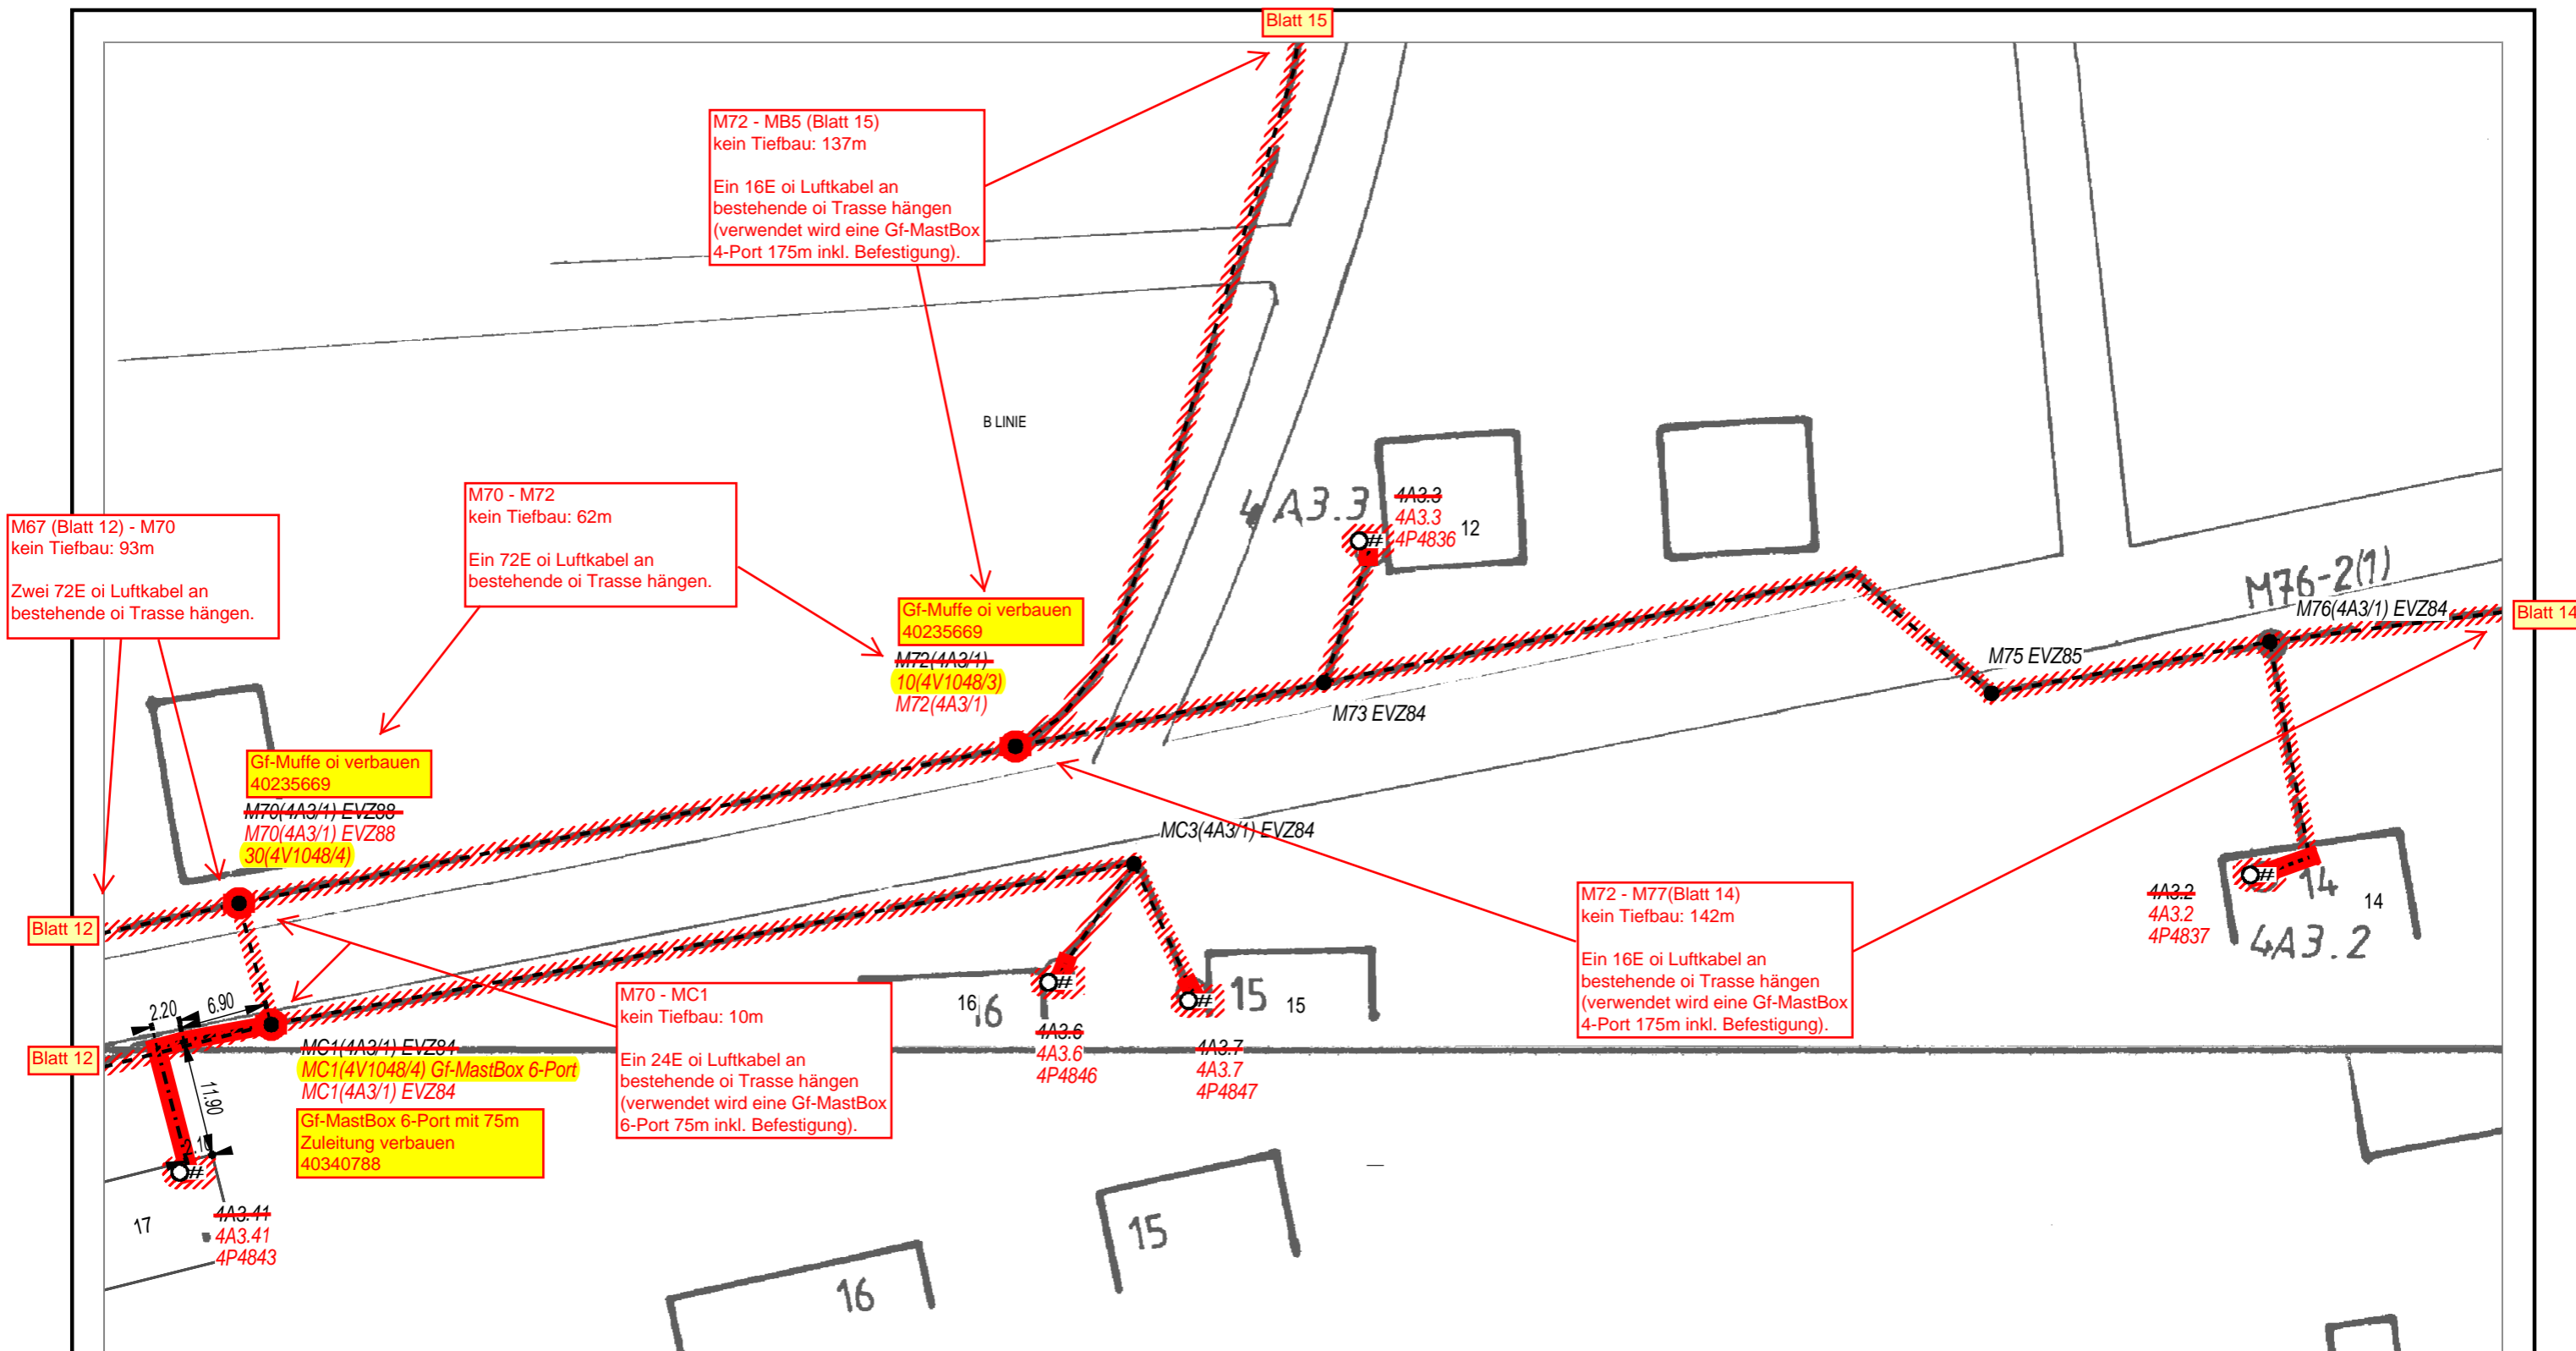 Blatt 15
M72 - MB5 (Blatt 15)
kein Tiefbau: 137m
Ein 16E oi Luftkabel an
bestehende oi Trasse hängen
(verwendet wird eine Gf-MastBox
4-Port 175m inkl. Befestigung).
B LINIE
M70 - M72
kein Tiefbau: 62m
Ein 72E oi Luftkabel an
bestehende oi Trasse hängen.
M67 (Blatt 12) - M70
kein Tiefbau: 93m
Zwei 72E oi Luftkabel an
bestehende oi Trasse hängen.
4A3.3
4A3.3
4A3.3
4P4836
12
Gf-Muffe oi verbauen
40235669
M72(4A3/1)
10(4V1048/3)
M72(4A3/1)
M76-2(1)
M76(4A3/1) EVZ84
Blatt 14
M75 EVZ85
M73 EVZ84
Gf-Muffe oi verbauen
40235669
M70(4A3/1) EVZ88
M70(4A3/1) EVZ88
30(4V1048/4)
MC3(4A3/1) EVZ84
M72 - M77(Blatt 14)
kein Tiefbau: 142m
Ein 16E oi Luftkabel an
bestehende oi Trasse hängen
(verwendet wird eine Gf-MastBox
4-Port 175m inkl. Befestigung).
14
14
4A3.2
4A3.2
4A3.2
4P4837
Blatt 12
Blatt 12
2.20
6.90
11.90
2.10
M70 - MC1
kein Tiefbau: 10m
Ein 24E oi Luftkabel an
bestehende oi Trasse hängen
(verwendet wird eine Gf-MastBox
6-Port 75m inkl. Befestigung).
16
16
15
15
4A3.6
4A3.6
4P4846
4A3.7
4A3.7
4P4847
MC1(4A3/1) EVZ84
MC1(4V1048/4) Gf-MastBox 6-Port
MC1(4A3/1) EVZ84
Gf-MastBox 6-Port mit 75m
Zuleitung verbauen
40340788
17
4A3.41
4A3.41
4P4843
15
16